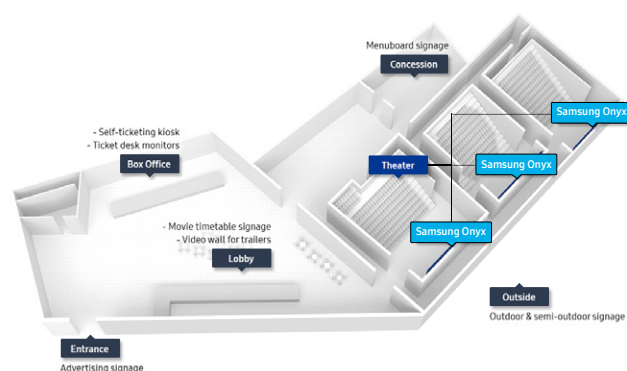 Menuboard signage
Concession
Samsung Onyx
- Self-ticketing kiosk
- Ticket desk monitors
Box Office
Theater
Samsung Onyx
- Movie timetable signage
- Video wall for trailers
Samsung Onyx
Lobby
Outside
Outdoor & semi-outdoor signage
Entrance
Advertising signage